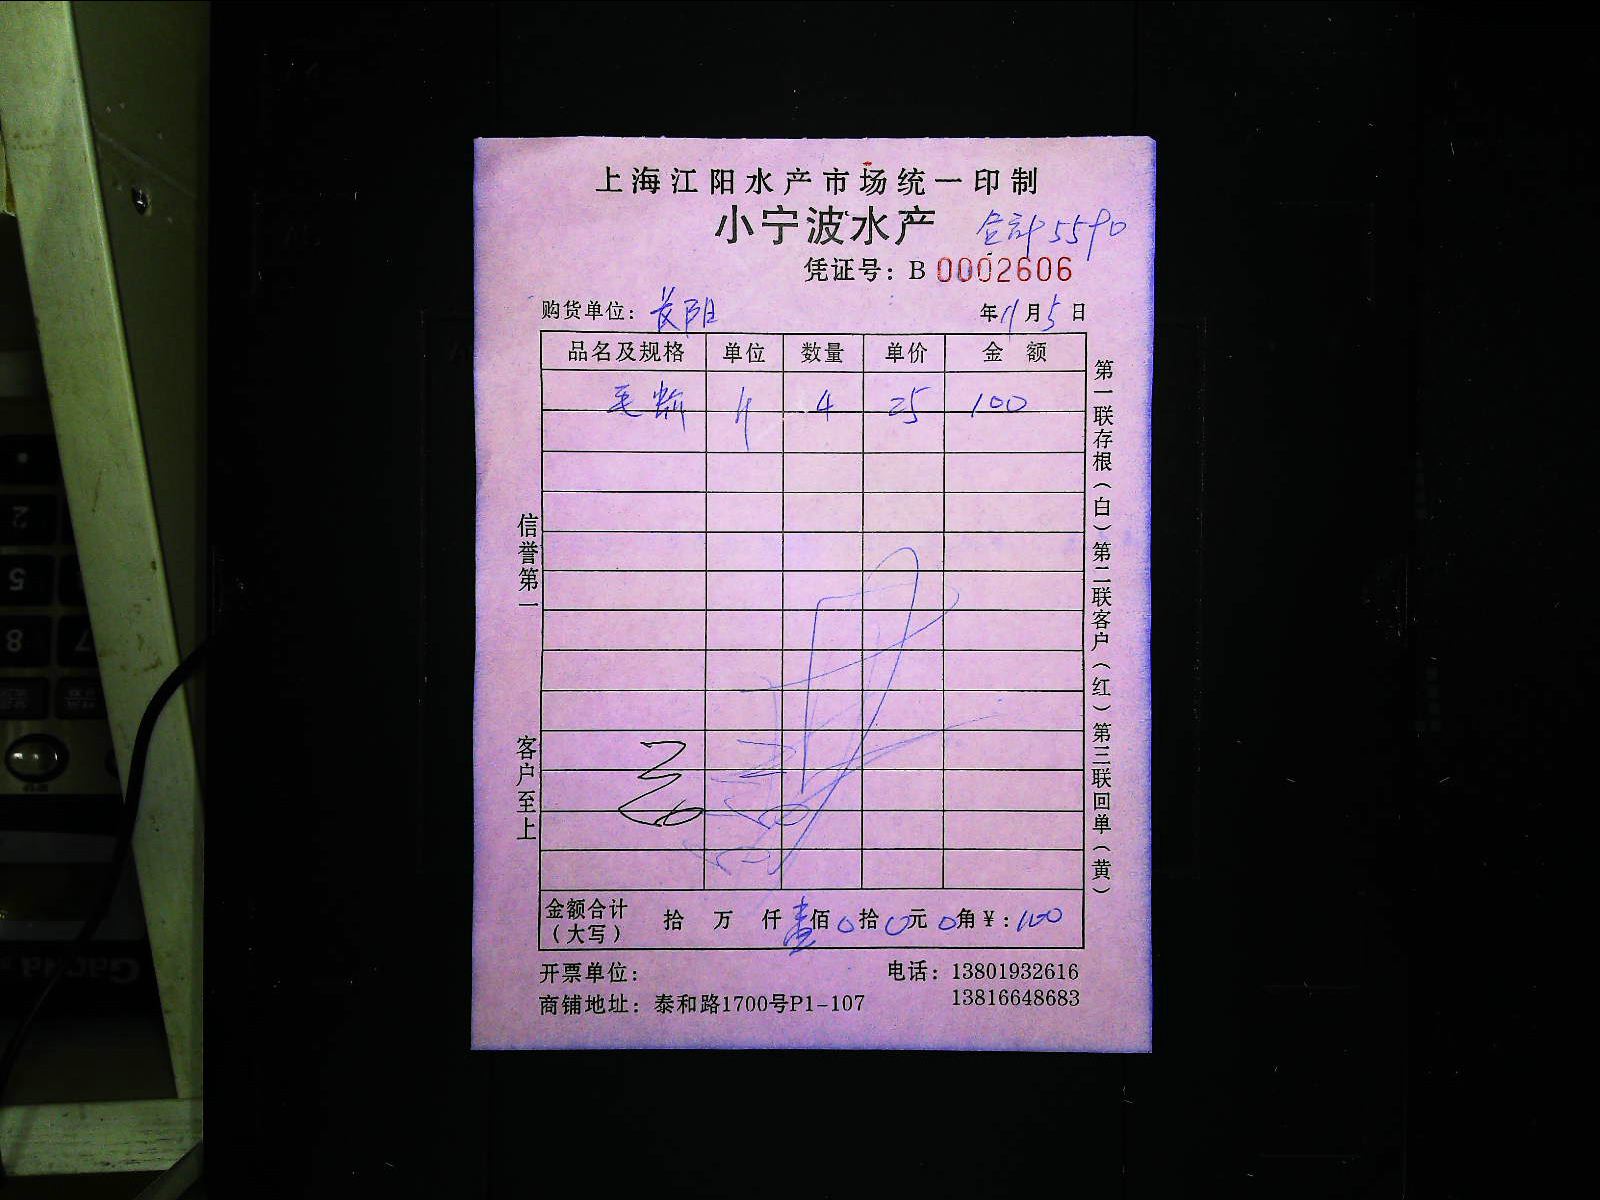 上海江阳水产市场统一印制
小宁波水产 合计5590
凭证号：B 0002606
购货单位：长阳 年11月5日
品名及规格 单位 数量 单价 金额
毛蚶 斤 4 25 100
金额合计（大写） 拾 万 仟 壹佰0拾0元0角￥：100
开票单位： 电话：13801932616
13816648683
商铺地址：泰和路1700号P1-107
信誉第一
客户至上
第一联存根（白）第二联客户（红）第三联回单（黄）